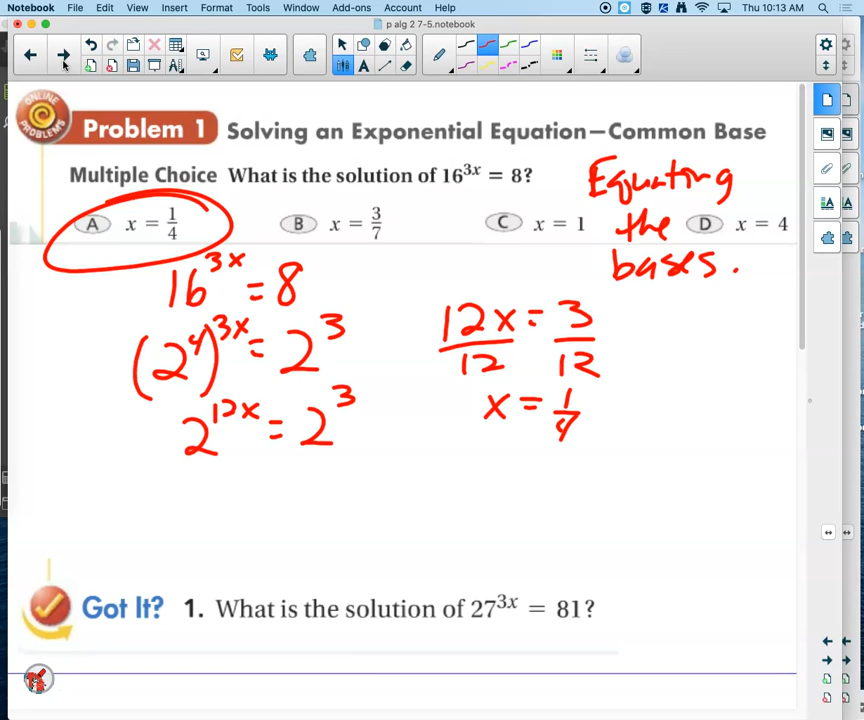 Notebook File Edit View Insert Format Tools Window Add-ons Account Help Thu 10:13 AM
p alg 2 7-5.notebook
ONLINE PROBLEMS
Problem 1 Solving an Exponential Equation—Common Base
Multiple Choice What is the solution of 16^{3x} = 8?
Equating
A x = 1/4 B x = 3/7 C x = 1 the D x = 4
bases.
16^{3x} = 8
(2^4)^{3x} = 2^3
12x = 3
12 12
2^{12x} = 2^3
x = 1/4
Got It? 1. What is the solution of 27^{3x} = 81?